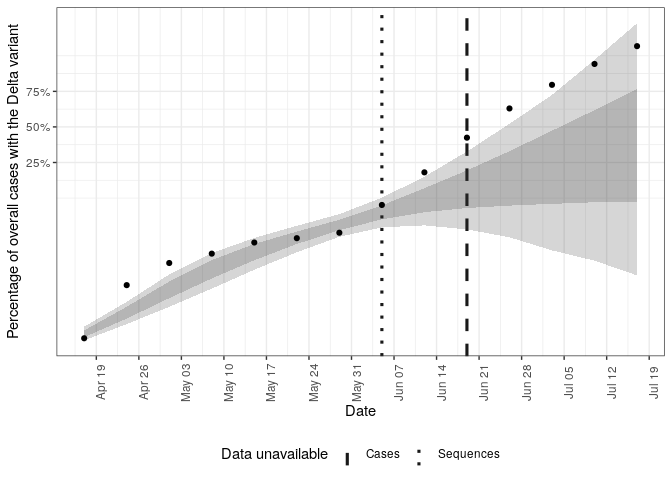 Percentage of overall cases with the Delta variant
75%
50%
25%
Apr 19
Apr 26
May 03
May 10
May 17
May 24
May 31
Jun 07
Jun 14
Jun 21
Jun 28
Jul 05
Jul 12
Jul 19
Date
Data unavailable Cases Sequences